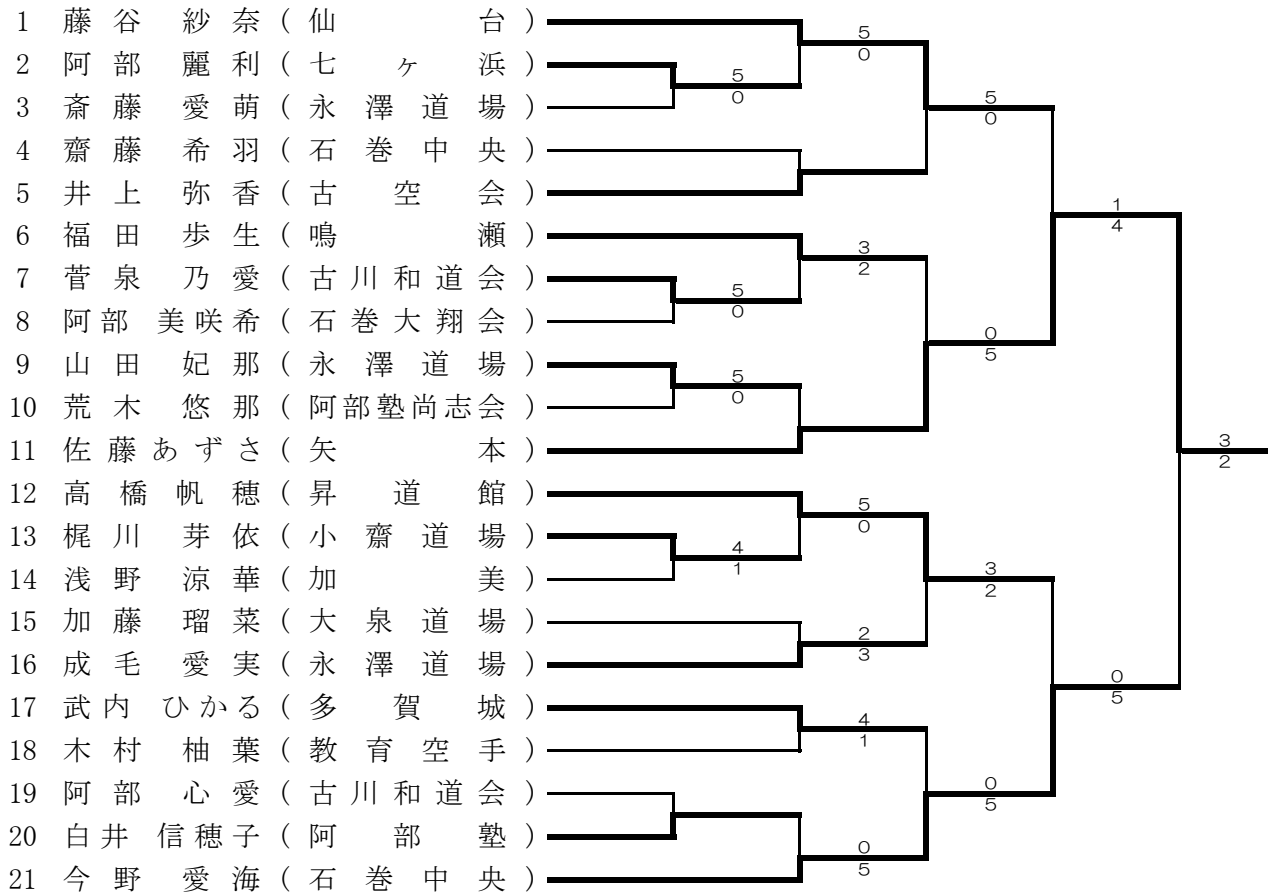 1 藤谷 紗奈 ( 仙台 )
5
0
2 阿部 麗利 ( 七ヶ浜 )
5
0
3 斎藤 愛萌 ( 永澤道場 )
5
0
4 齋藤 希羽 ( 石巻中央 )
5 井上 弥香 ( 古空会 )
1
4
6 福田 歩生 ( 鳴瀬 )
3
2
7 菅泉 乃愛 ( 古川和道会 )
5
0
8 阿部 美咲希 ( 石巻大翔会 )
0
5
9 山田 妃那 ( 永澤道場 )
5
0
10 荒木 悠那 ( 阿部塾尚志会 )
11 佐藤あずさ ( 矢本 )
3
2
12 高橋帆穂 ( 昇道館 )
5
0
13 梶川 芽依 ( 小齋道場 )
4
1
14 浅野 涼華 ( 加美 )
3
2
15 加藤 瑠菜 ( 大泉道場 )
2
3
16 成毛 愛実 ( 永澤道場 )
0
5
17 武内 ひかる ( 多賀城 )
4
1
18 木村 柚葉 ( 教育空手 )
19 阿部 心愛 ( 古川和道会 )
0
5
20 白井 信穂子 ( 阿部塾 )
0
5
21 今野 愛海 ( 石巻中央 )